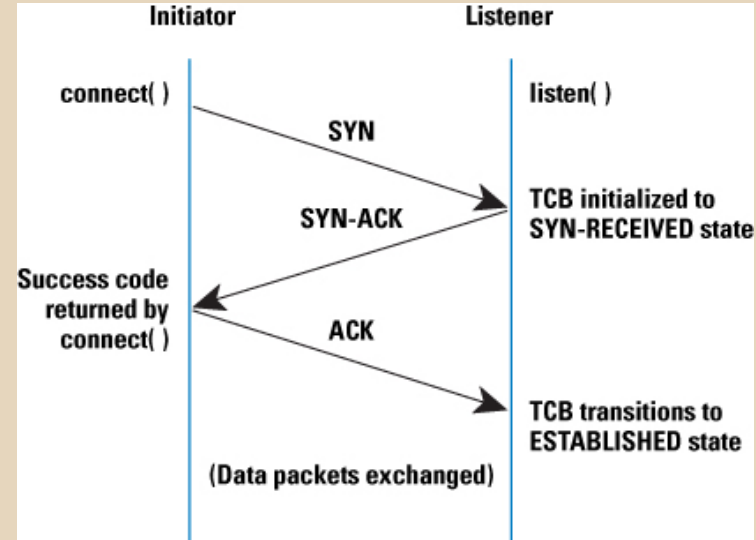 Initiator
Listener
connect( )
listen( )
SYN
TCB initialized to
SYN-RECEIVED state
SYN-ACK
Success code
returned by
connect( )
ACK
TCB transitions to
ESTABLISHED state
(Data packets exchanged)